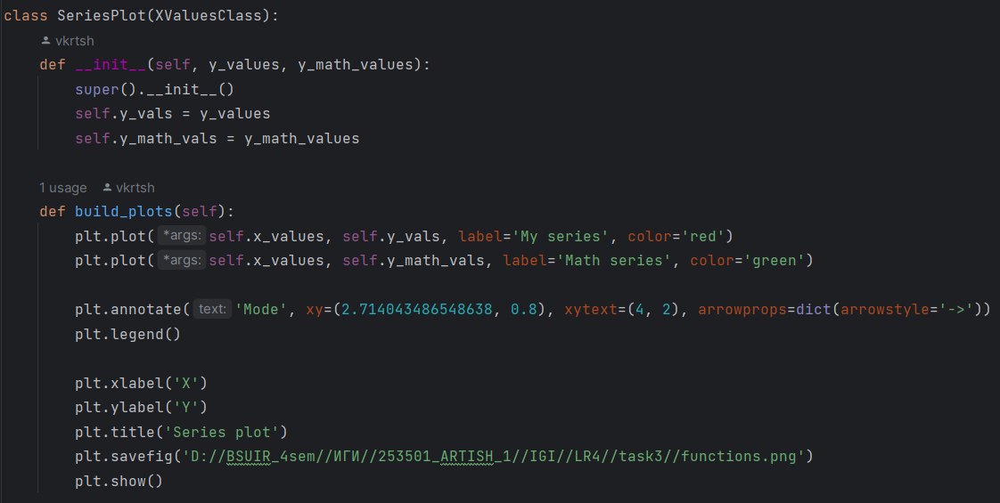 class SeriesPlot(XValuesClass):
vkrtsh
def __init__(self, y_values, y_math_values):
super().__init__()
self.y_vals = y_values
self.y_math_vals = y_math_values
1 usage vkrtsh
def build_plots(self):
plt.plot( *args: self.x_values, self.y_vals, label='My series', color='red')
plt.plot( *args: self.x_values, self.y_math_vals, label='Math series', color='green')
plt.annotate( text: 'Mode', xy=(2.714043486548638, 0.8), xytext=(4, 2), arrowprops=dict(arrowstyle='->'))
plt.legend()
plt.xlabel('X')
plt.ylabel('Y')
plt.title('Series plot')
plt.savefig('D://BSUIR_4sem//ИГИ//253501_ARTISH_1//IGI//LR4//task3//functions.png')
plt.show()